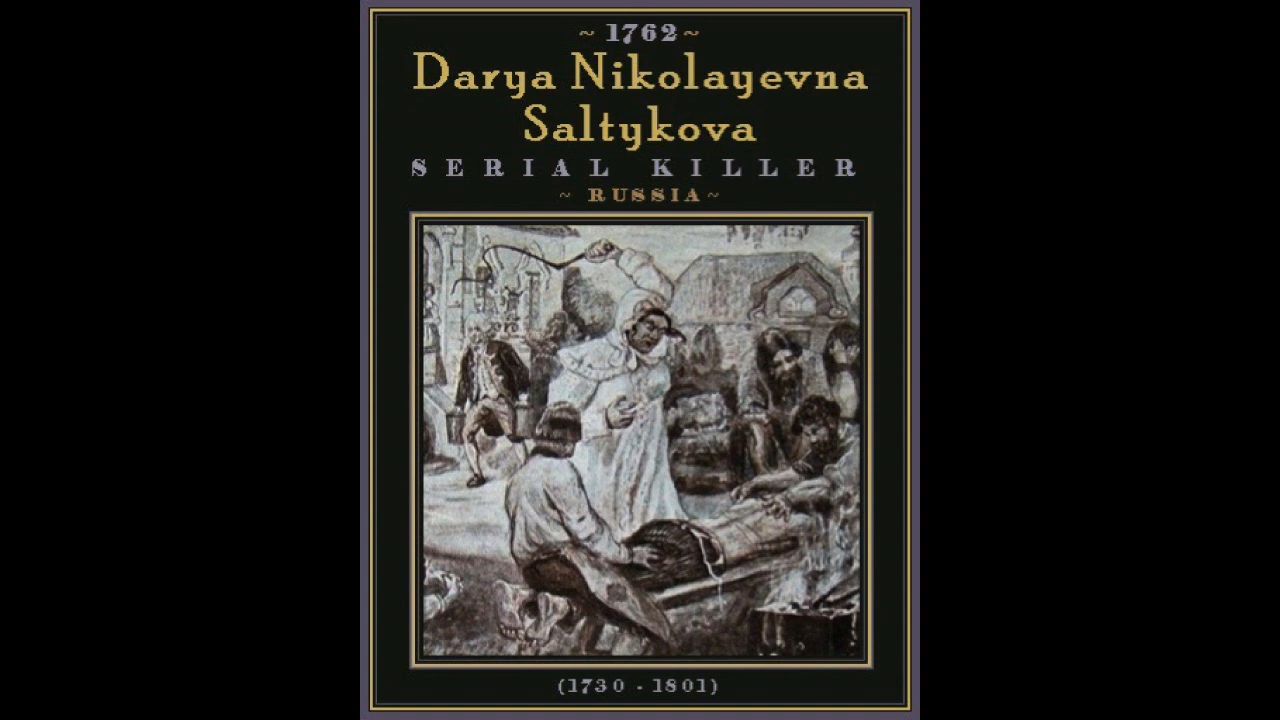 ~ 1762 ~
Darya Nikolayevna
Saltykova
SERIAL KILLER
~ RUSSIA ~
(1730 - 1801)